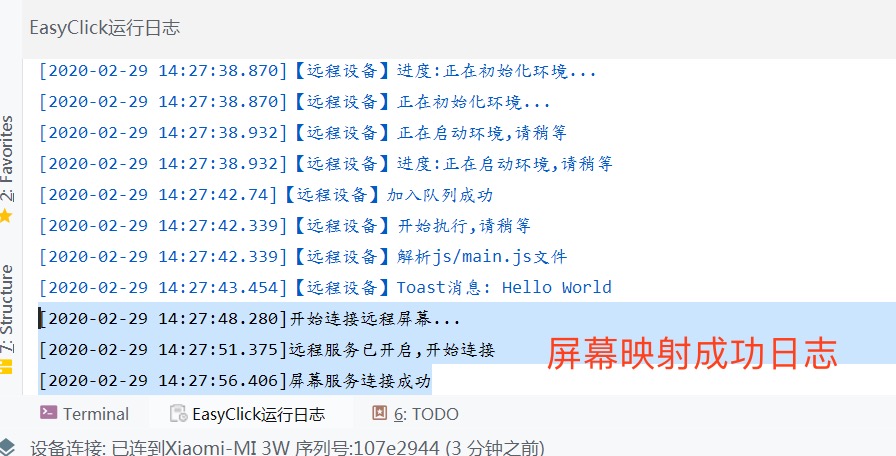 EasyClick运行日志
[2020-02-29 14:27:38.870]【远程设备】进度:正在初始化环境...
[2020-02-29 14:27:38.870]【远程设备】正在初始化环境...
[2020-02-29 14:27:38.932]【远程设备】正在启动环境,请稍等
[2020-02-29 14:27:38.932]【远程设备】进度:正在启动环境,请稍等
[2020-02-29 14:27:42.74]【远程设备】加入队列成功
[2020-02-29 14:27:42.339]【远程设备】开始执行,请稍等
[2020-02-29 14:27:42.339]【远程设备】解析js/main.js文件
[2020-02-29 14:27:43.454]【远程设备】Toast消息: Hello World
[2020-02-29 14:27:48.280]开始连接远程屏幕...
[2020-02-29 14:27:51.375]远程服务已开启,开始连接
[2020-02-29 14:27:56.406]屏幕服务连接成功
屏幕映射成功日志
2: Favorites
7: Structure
Terminal EasyClick运行日志 6: TODO
设备连接: 已连到Xiaomi-MI 3W 序列号:107e2944 (3 分钟之前)